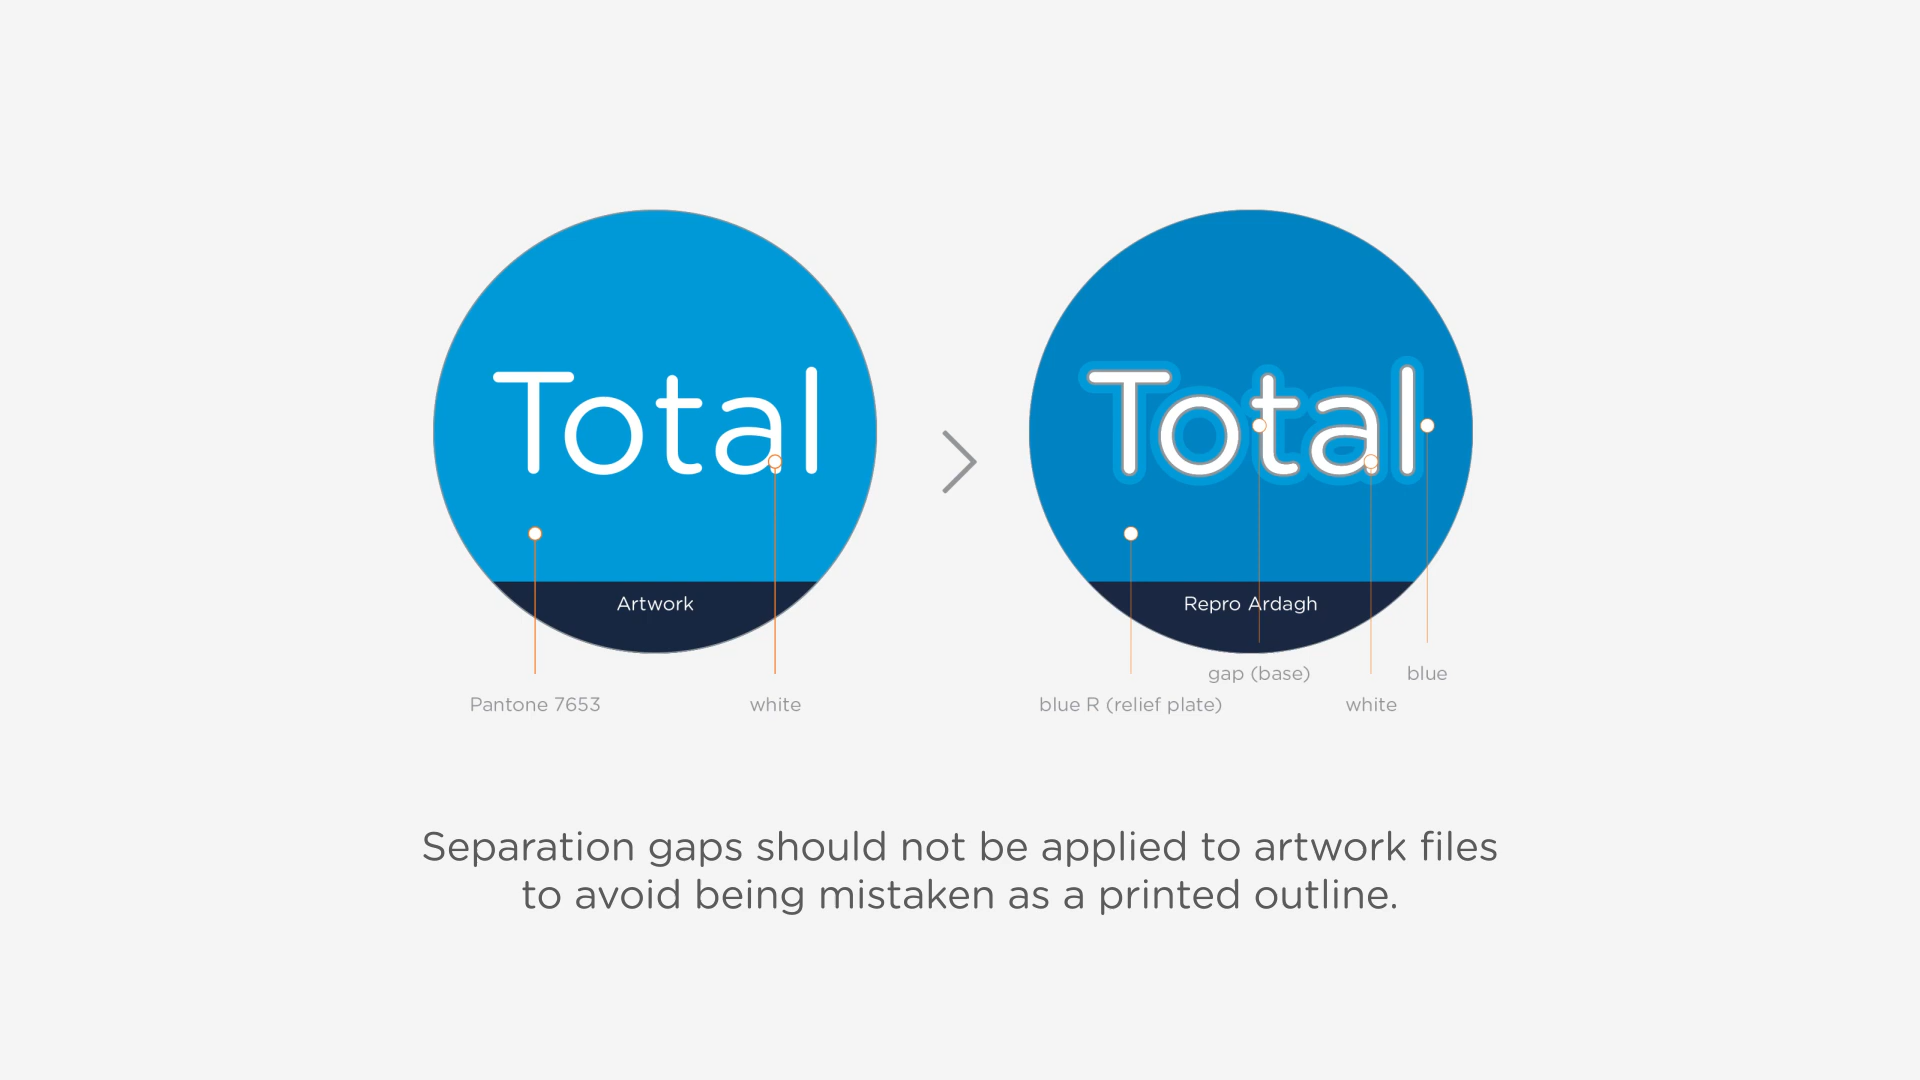 Total
Artwork
Pantone 7653
white
Total
Repro Ardagh
gap (base)
blue
blue R (relief plate)
white
Separation gaps should not be applied to artwork files
to avoid being mistaken as a printed outline.